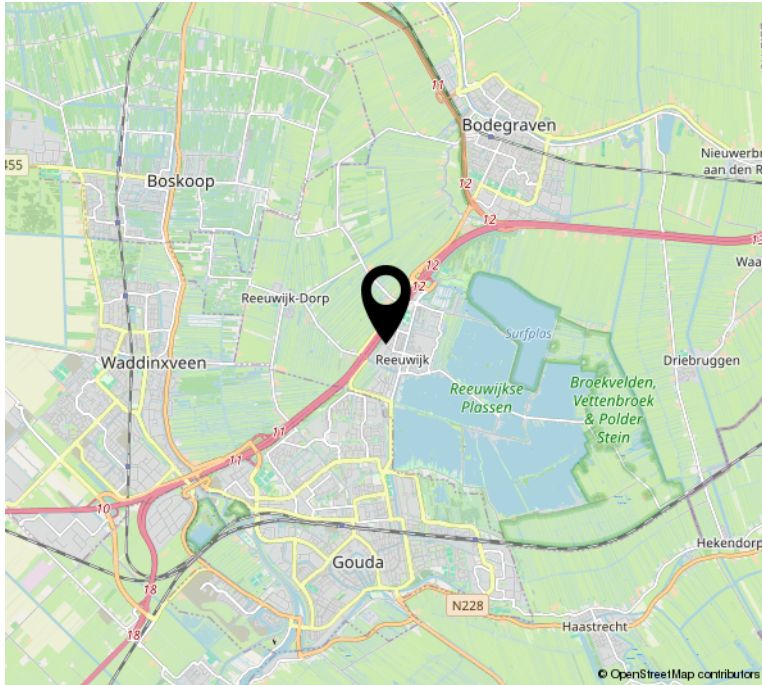 11
Bodegraven
Nieuwerb
aan den R
455
Boskoop
12
12
13
Waa
12
12
Reeuwijk-Dorp
Surfplas
Reeuwijk
Driebruggen
Waddinxveen
Reeuwijkse
Plassen
Broekvelden,
Vettenbroek
& Polder
Stein
11
11
10
Hekendorp
Gouda
18
N228
18
Haastrecht
© OpenStreetMap contributors